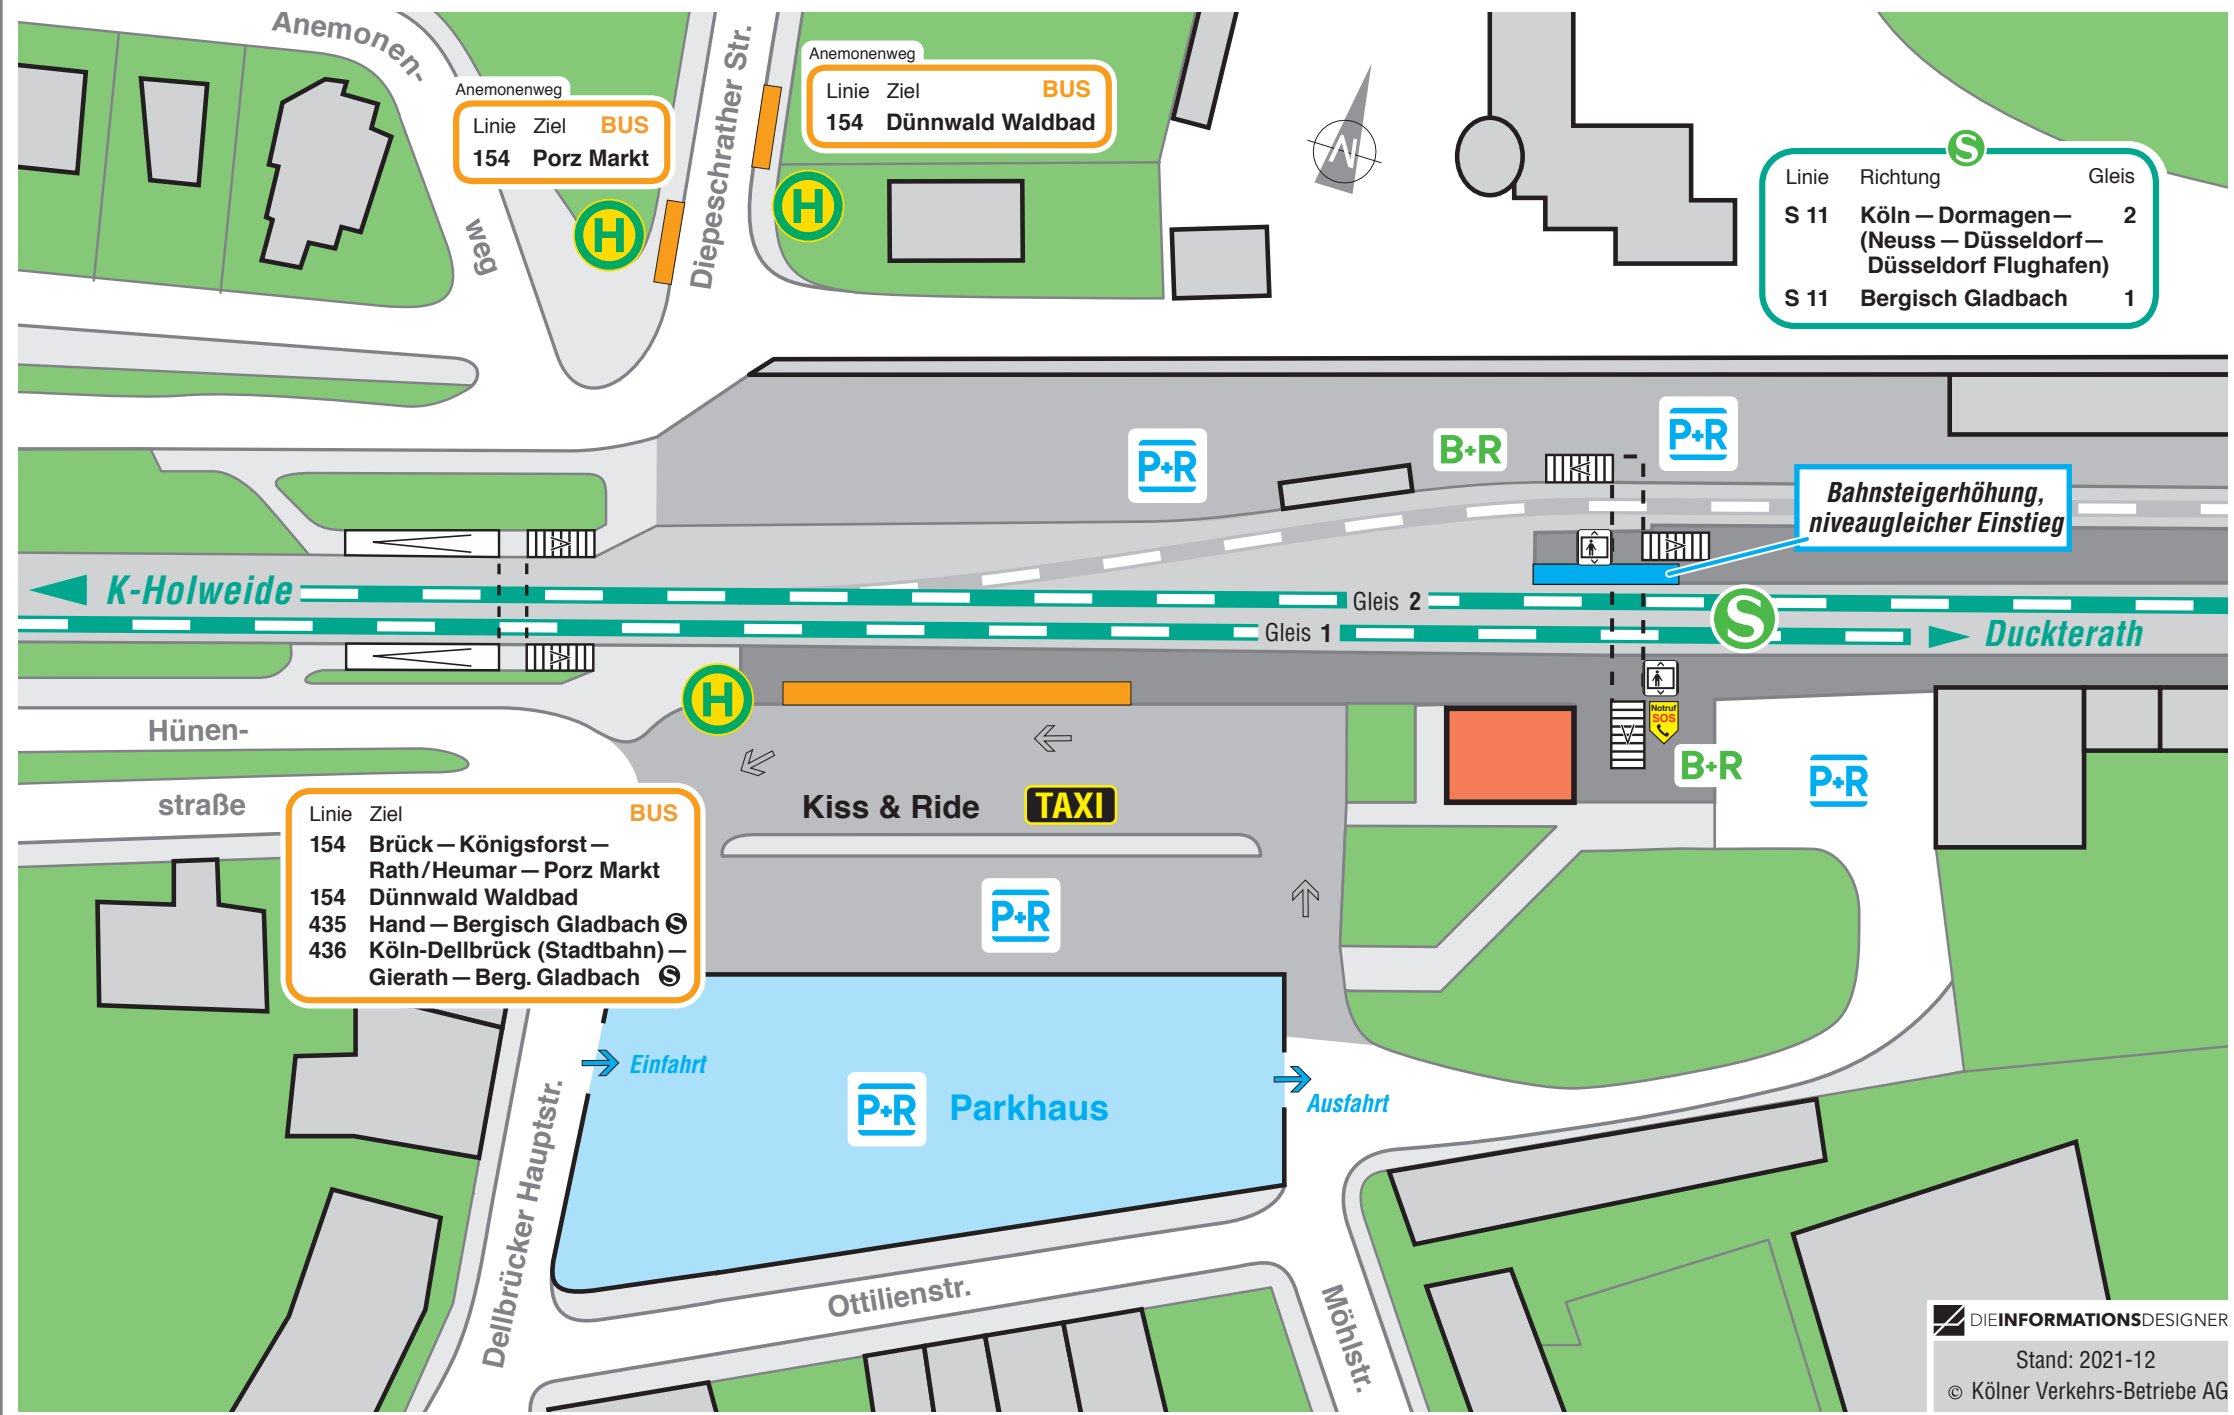 Anemonen-
weg
Diepeschrather Str.
Anemonenweg
Linie Ziel BUS
154 Porz Markt
Anemonenweg
Linie Ziel BUS
154 Dünnwald Waldbad
H
H
N
S
Linie Richtung Gleis
S 11 Köln – Dormagen – 2
(Neuss – Düsseldorf –
Düsseldorf Flughafen)
S 11 Bergisch Gladbach 1
P+R
B+R
P+R
Bahnsteigerhöhung,
niveaugleicher Einstieg
K-Holweide
Gleis 2
Gleis 1
S
Duckterath
H
Notruf
SOS
Hünen-
straße
B+R
P+R
Kiss & Ride TAXI
Linie Ziel BUS
154 Brück – Königsforst –
Rath/Heumar – Porz Markt
154 Dünnwald Waldbad
435 Hand – Bergisch Gladbach S
436 Köln-Dellbrück (Stadtbahn) –
Gierath – Berg. Gladbach S
P+R
Einfahrt
P+R Parkhaus
Ausfahrt
Dellbrücker Hauptstr.
Ottilienstr.
Möhlstr.
DIEINFORMATIONSDESIGNER
Stand: 2021-12
© Kölner Verkehrs-Betriebe AG